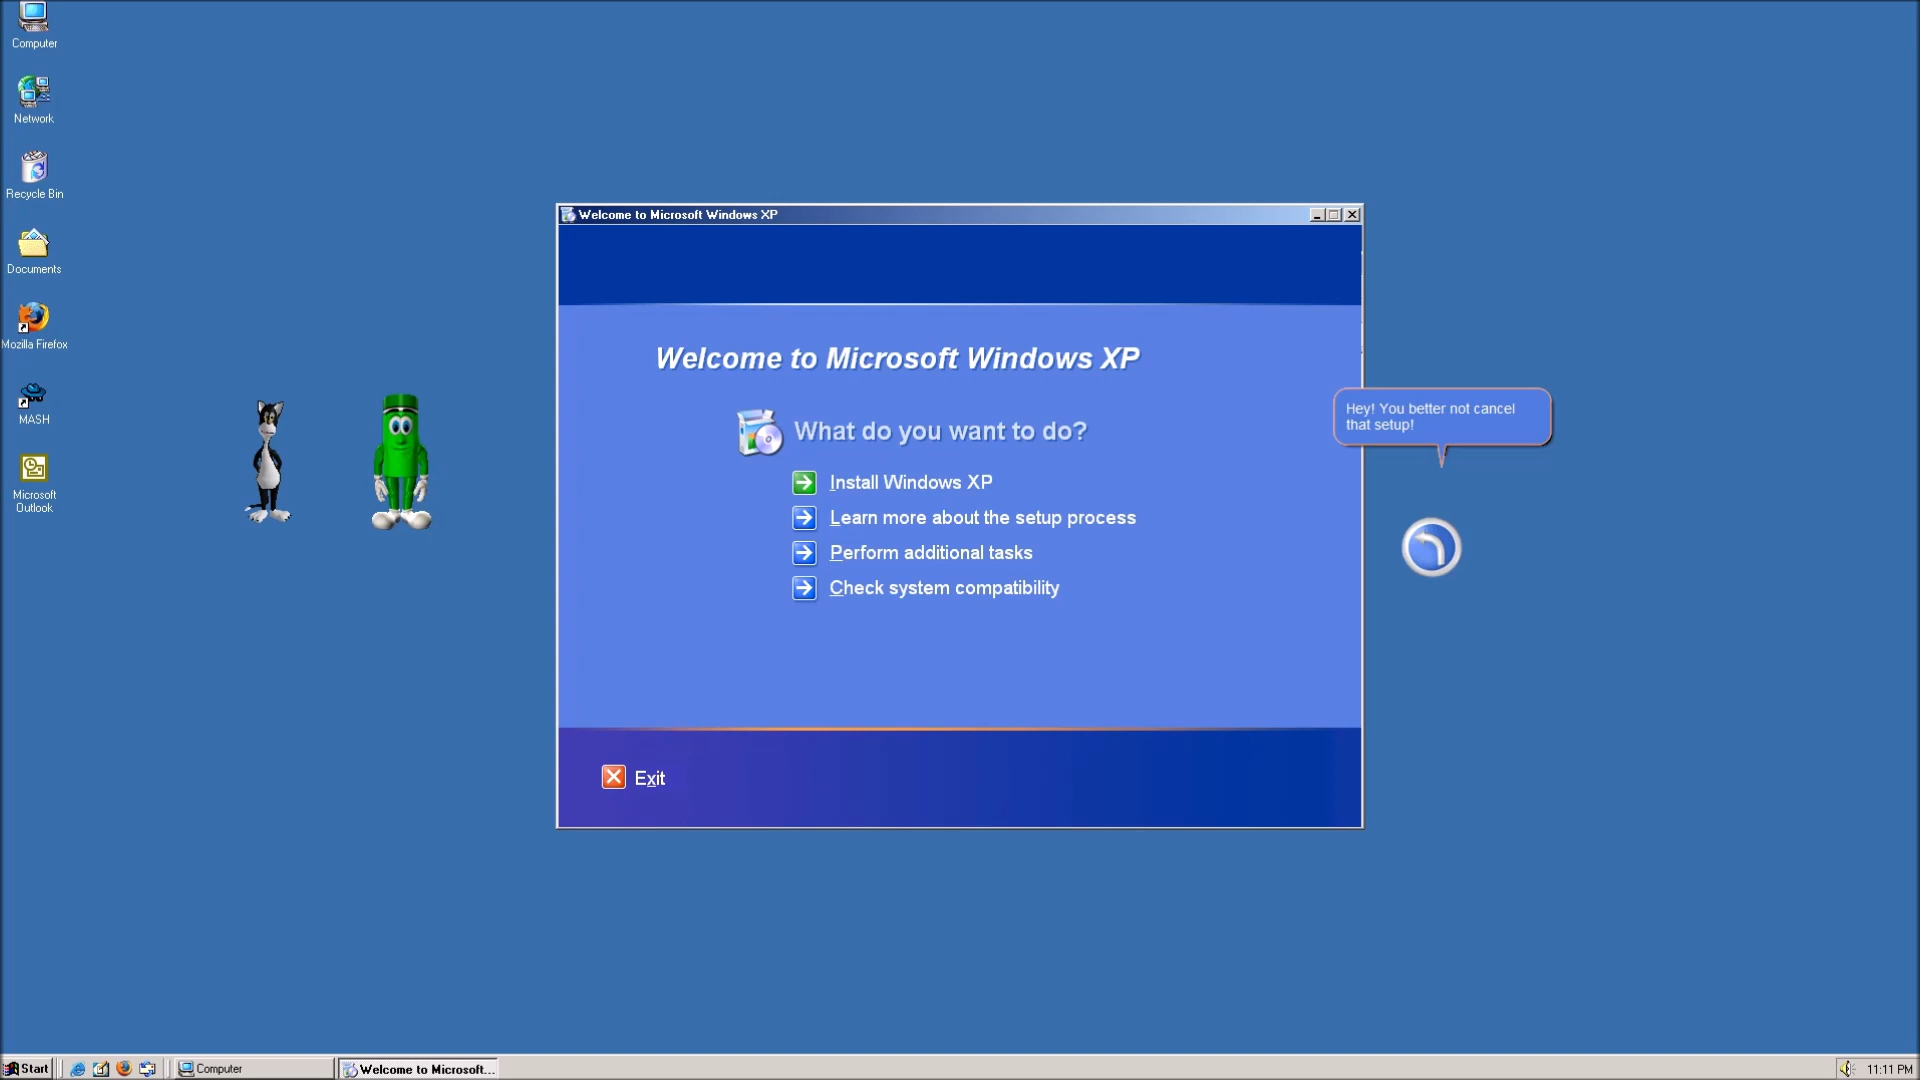 Computer
Network
Recycle Bin
Documents
Mozilla Firefox
MASH
Microsoft
Outlook
Welcome to Microsoft Windows XP
Welcome to Microsoft Windows XP
What do you want to do?
Install Windows XP
Learn more about the setup process
Perform additional tasks
Check system compatibility
Exit
Hey! You better not cancel
that setup!
Start
Computer
Welcome to Microsoft...
11:11 PM